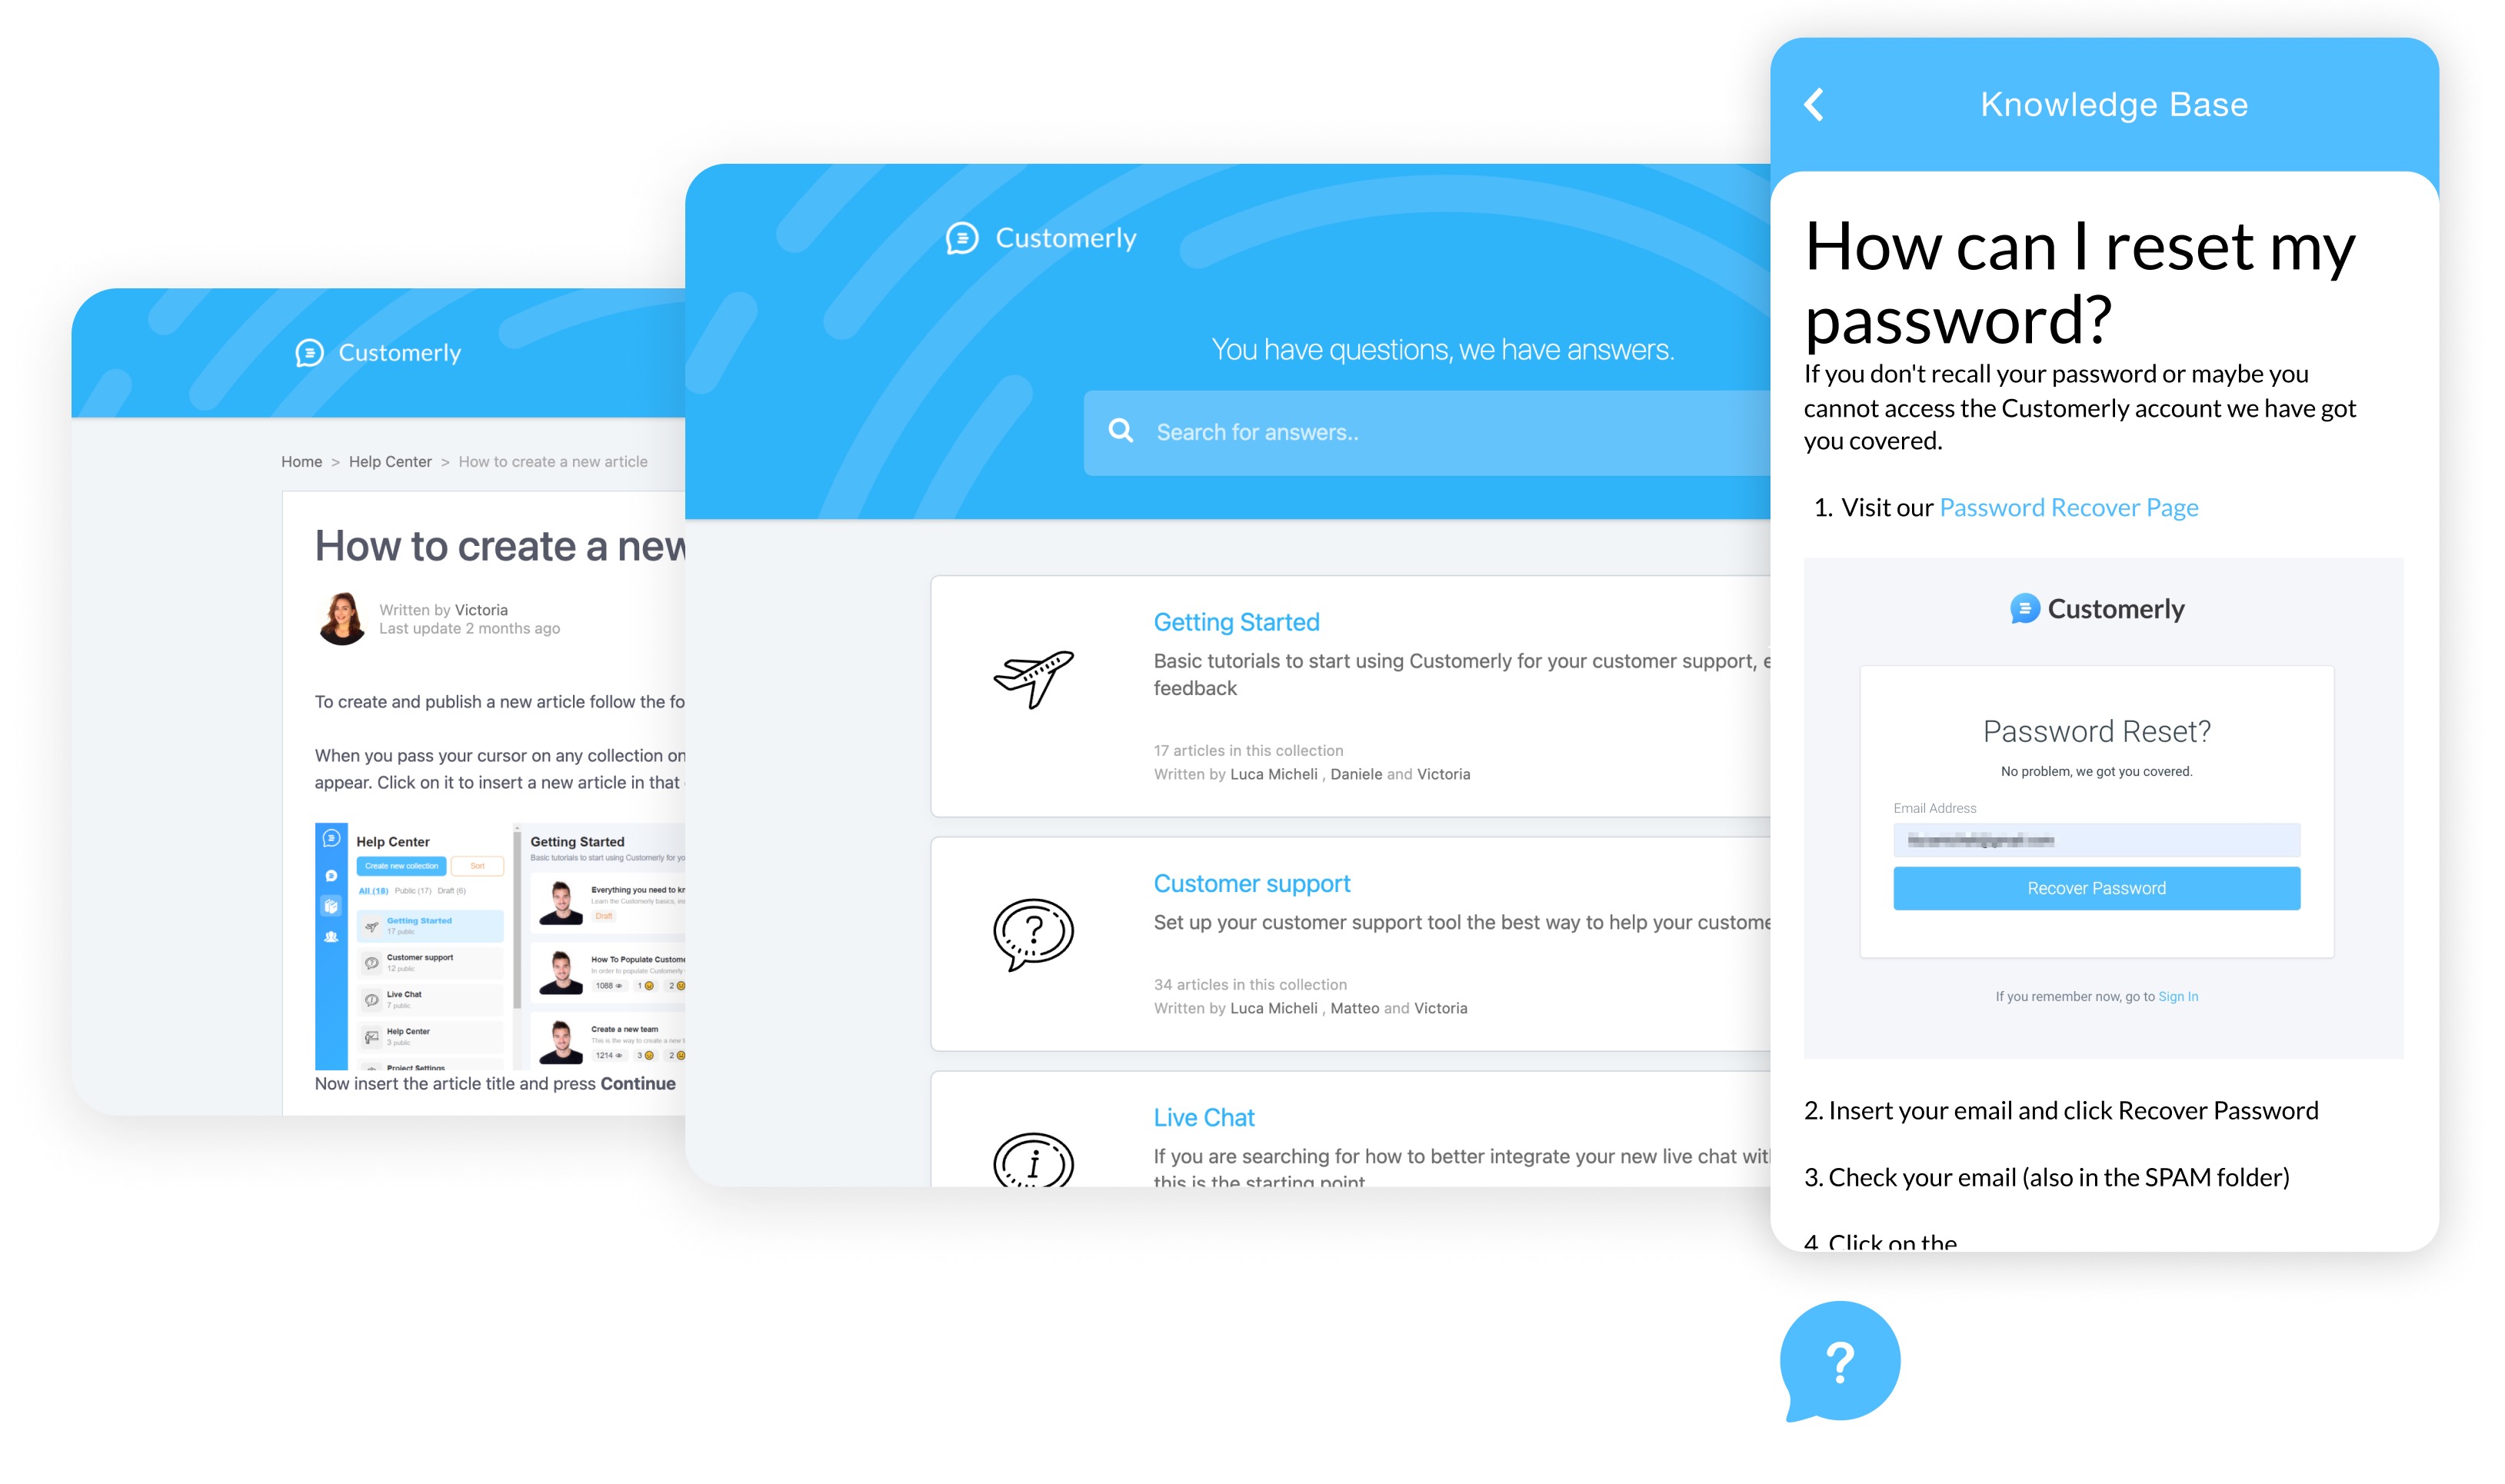 Customerly
Home > Help Center > How to create a new article
How to create a new
Written by Victoria
Last update 2 months ago
To create and publish a new article follow the fo
When you pass your cursor on any collection on
appear. Click on it to insert a new article in that
Help Center
Create new collection
Sort
All (18) Public (17) Draft (6)
Getting Started
17 public
Customer support
12 public
Live Chat
7 public
Help Center
3 public
Project Settings
Getting Started
Basic tutorials to start using Customerly for yo
Everything you need to kr
Learn the Customerly basics, in
Draft
How To Populate Custome
In order to populate Customerly
1088 1 2
Create a new team
This is the way to create a new
1214 3 2
Now insert the article title and press Continue
Customerly
You have questions, we have answers.
Search for answers..
Getting Started
Basic tutorials to start using Customerly for your customer support, e
feedback
17 articles in this collection
Written by Luca Micheli , Daniele and Victoria
Customer support
Set up your customer support tool the best way to help your custome
34 articles in this collection
Written by Luca Micheli , Matteo and Victoria
Live Chat
If you are searching for how to better integrate your new live chat wit
this is the starting point
Knowledge Base
How can I reset my
password?
If you don't recall your password or maybe you
cannot access the Customerly account we have got
you covered.
1. Visit our Password Recover Page
Customerly
Password Reset?
No problem, we got you covered.
Email Address
Recover Password
If you remember now, go to Sign In
2. Insert your email and click Recover Password
3. Check your email (also in the SPAM folder)
4. Click on the
?